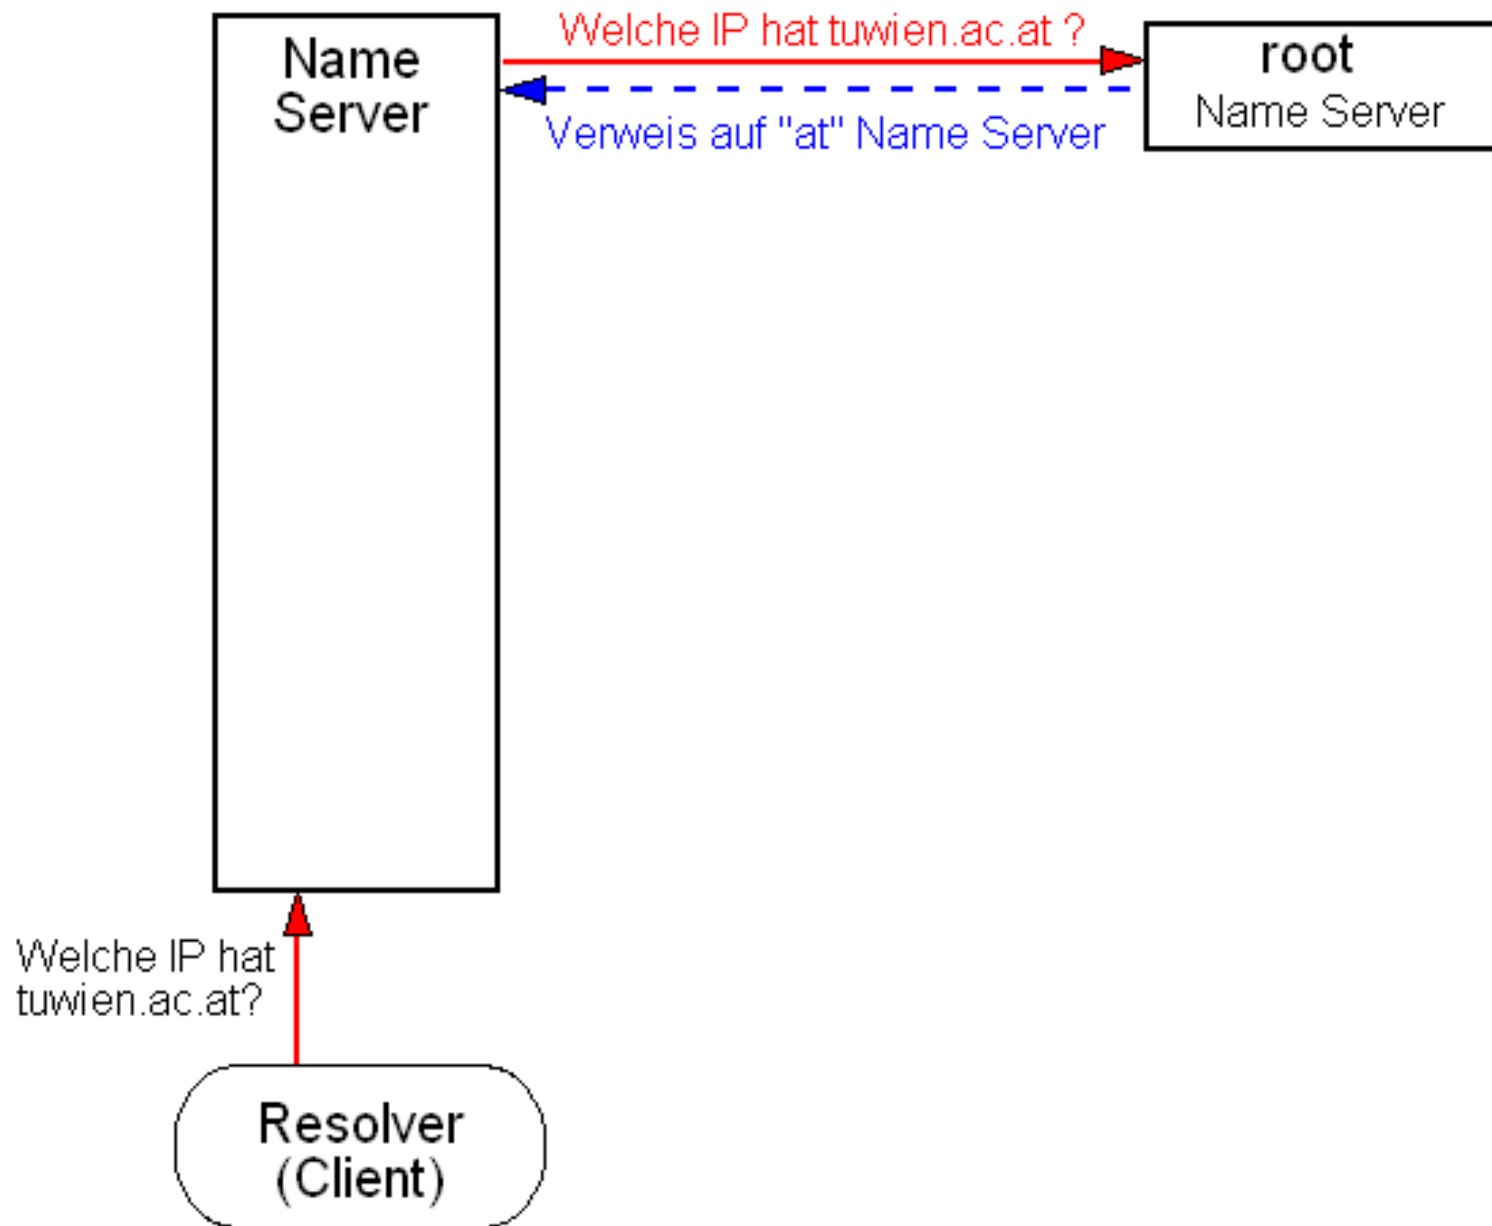 Name
Server
Welche IP hat tuwien.ac.at ?
Verweis auf "at" Name Server
root
Name Server
Welche IP hat
tuwien.ac.at?
Resolver
(Client)